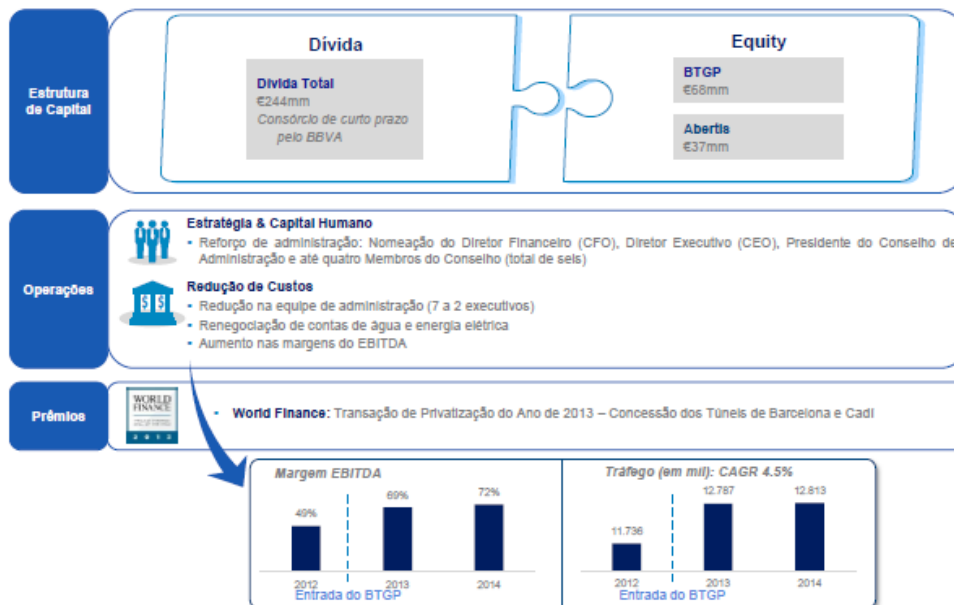 Estrutura
de Capital
Dívida
Dívida Total
€244mm
Consórcio de curto prazo
pelo BBVA
Equity
BTGP
€68mm
Abertis
€37mm
Operações
Estratégia & Capital Humano
▪ Reforço de administração: Nomeação do Diretor Financeiro (CFO), Diretor Executivo (CEO), Presidente do Conselho de
Administração e até quatro Membros do Conselho (total de seis)
$ $
Redução de Custos
▪ Redução na equipe de administração (7 a 2 executivos)
▪ Renegociação de contas de água e energia elétrica
▪ Aumento nas margens do EBITDA
Prêmios
WORLD
FINANCE
2013
▪ World Finance: Transação de Privatização do Ano de 2013 – Concessão dos Túneis de Barcelona e Cadí
Margem EBITDA
49%
69%
72%
2012
2013
2014
Entrada do BTGP
Tráfego (em mil): CAGR 4.5%
11.736
12.787
12.813
2012
2013
2014
Entrada do BTGP